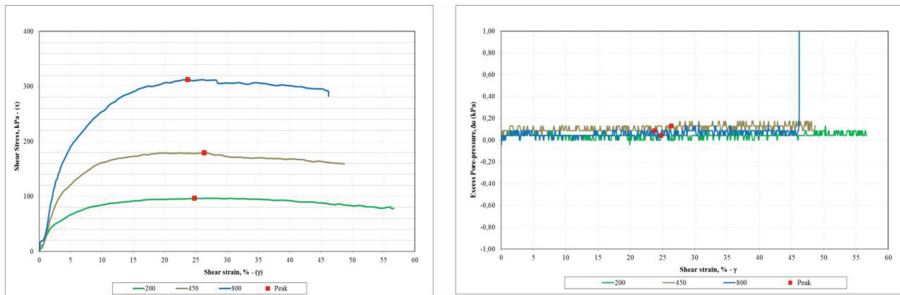 Shear Stress, kPa - (τ)
400
300
200
100
0
0 5 10 15 20 25 30 35 40 45 50 55 60
Shear strain, % - (γ)
200 450 800 Peak
Excess Pore-pressure, Δu (kPa)
1,00
0,80
0,60
0,40
0,20
0,00
-0,20
-0,40
-0,60
-0,80
-1,00
0 5 10 15 20 25 30 35 40 45 50 55 60
Shear strain, % - γ
200 450 800 Peak